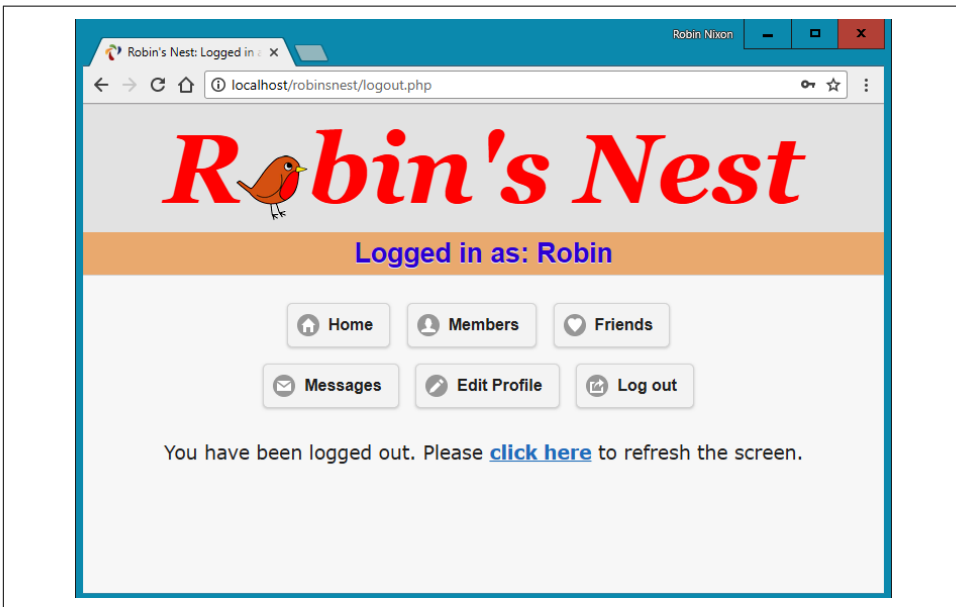 Robin Nixon
Robin's Nest: Logged in a
localhost/robinsnest/logout.php
Robin's Nest
Logged in as: Robin
Home Members Friends
Messages Edit Profile Log out
You have been logged out. Please click here to refresh the screen.